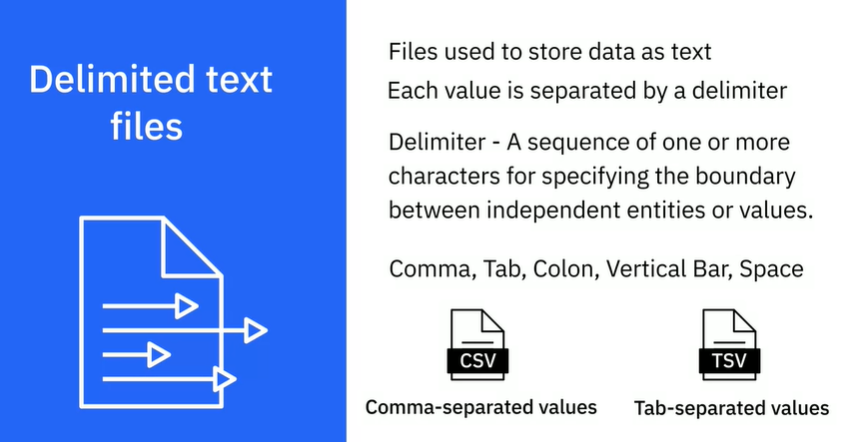 Delimited text
files
Files used to store data as text
Each value is separated by a delimiter
Delimiter - A sequence of one or more
characters for specifying the boundary
between independent entities or values.
Comma, Tab, Colon, Vertical Bar, Space
CSV
Comma-separated values
TSV
Tab-separated values